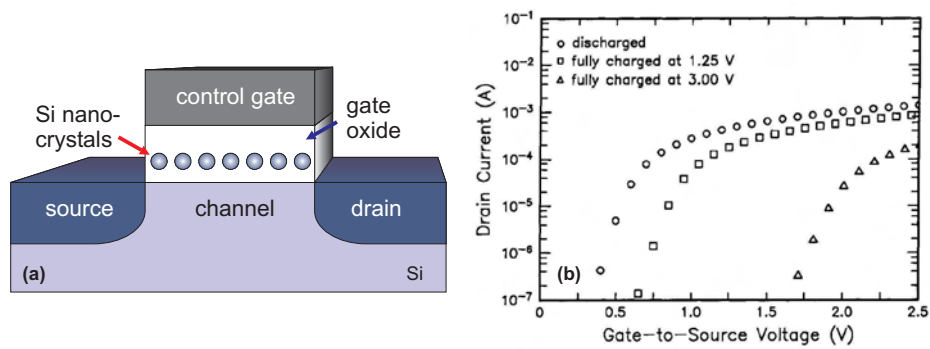 control gate
Si nano-
crystals
gate
oxide
source
channel
drain
(a)
Si
10⁻¹
10⁻²
10⁻³
10⁻⁴
10⁻⁵
10⁻⁶
10⁻⁷
Drain Current (A)
discharged
fully charged at 1.25 V
fully charged at 3.00 V
(b)
0
0.5
1.0
1.5
2.0
2.5
Gate-to-Source Voltage (V)